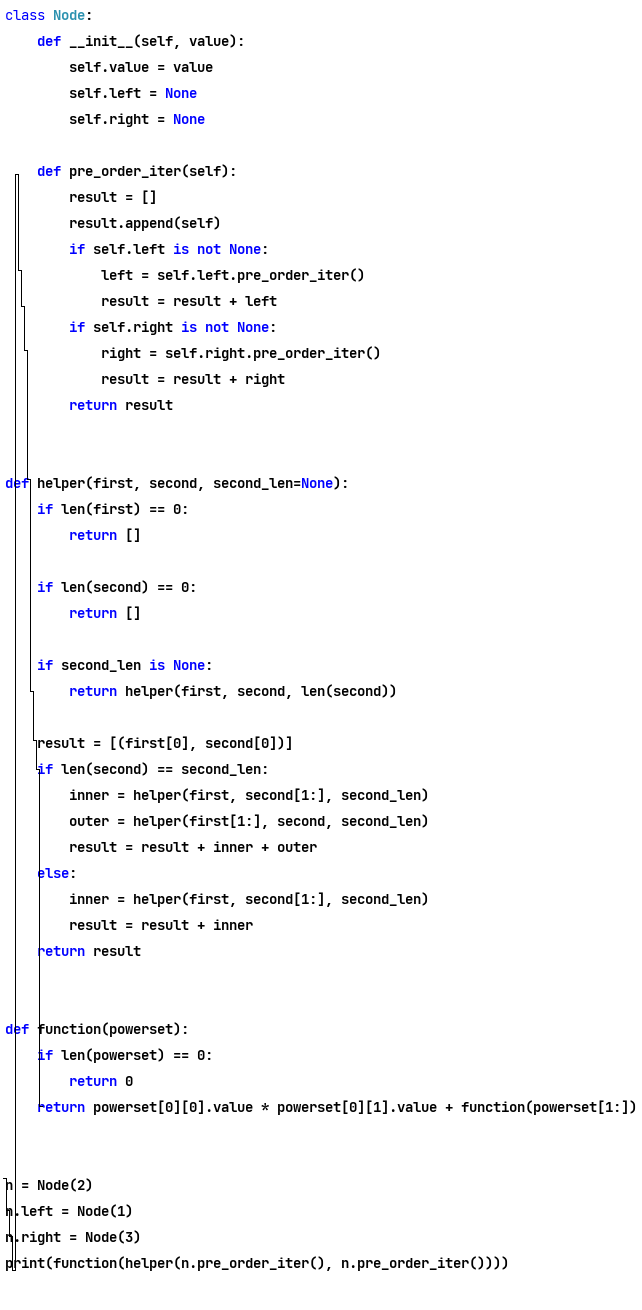 class Node:
    def __init__(self, value):
        self.value = value
        self.left = None
        self.right = None
    def pre_order_iter(self):
        result = []
        result.append(self)
        if self.left is not None:
            left = self.left.pre_order_iter()
            result = result + left
        if self.right is not None:
            right = self.right.pre_order_iter()
            result = result + right
        return result
def helper(first, second, second_len=None):
    if len(first) == 0:
        return []
    if len(second) == 0:
        return []
    if second_len is None:
        return helper(first, second, len(second))
    result = [(first[0], second[0])]
    if len(second) == second_len:
        inner = helper(first, second[1:], second_len)
        outer = helper(first[1:], second, second_len)
        result = result + inner + outer
    else:
        inner = helper(first, second[1:], second_len)
        result = result + inner
    return result
def function(powerset):
    if len(powerset) == 0:
        return 0
    return powerset[0][0].value * powerset[0][1].value + function(powerset[1:])
n = Node(2)
n.left = Node(1)
n.right = Node(3)
print(function(helper(n.pre_order_iter(), n.pre_order_iter())))